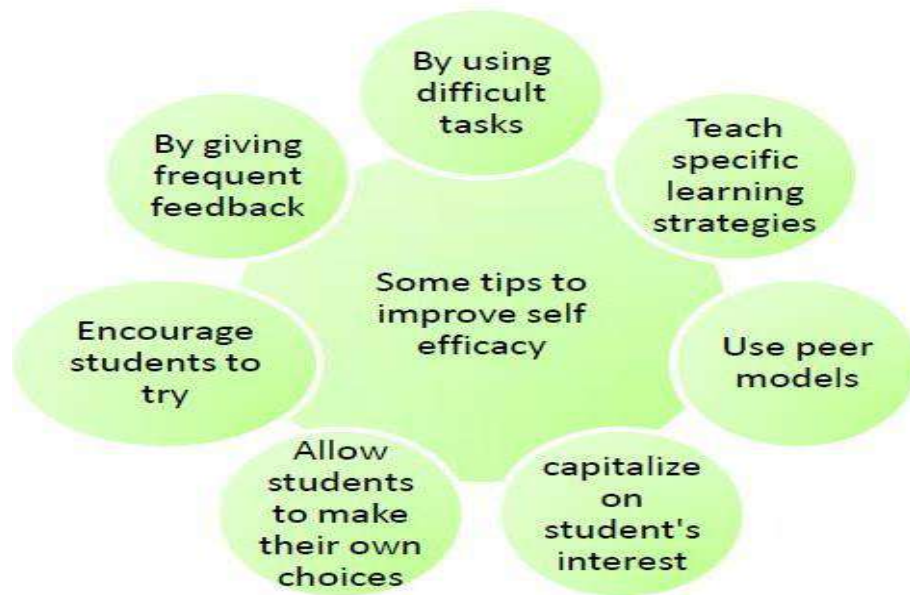 By using
difficult
tasks
Teach
specific
learning
strategies
Use peer
models
capitalize
on
student's
interest
Allow
students
to make
their own
choices
Encourage
students to
try
By giving
frequent
feedback
Some tips to
improve self
efficacy